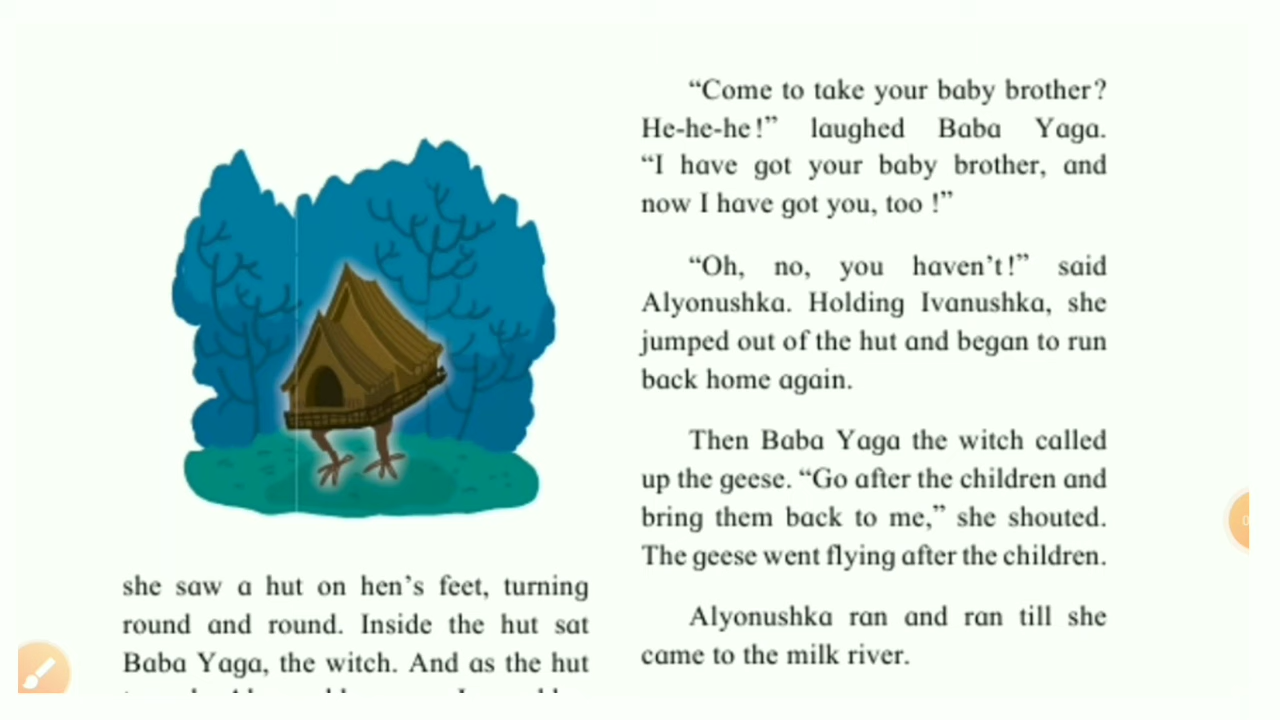 she saw a hut on hen's feet, turning
round and round. Inside the hut sat
Baba Yaga, the witch. And as the hut
“Come to take your baby brother?
He-he-he!” laughed Baba Yaga.
“I have got your baby brother, and
now I have got you, too !”
“Oh, no, you haven't!” said
Alyonushka. Holding Ivanushka, she
jumped out of the hut and began to run
back home again.
Then Baba Yaga the witch called
up the geese. “Go after the children and
bring them back to me,” she shouted.
The geese went flying after the children.
Alyonushka ran and ran till she
came to the milk river.